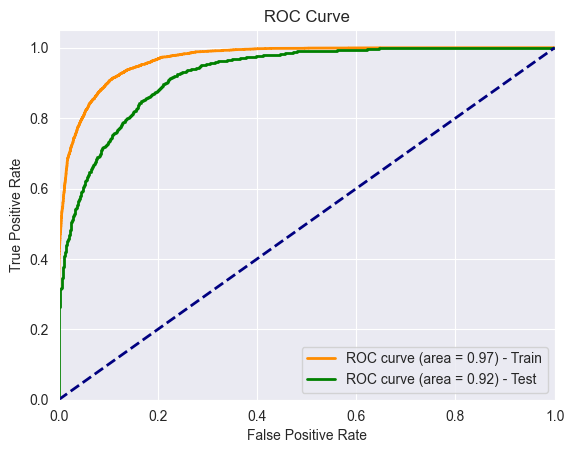 ROC Curve
True Positive Rate
1.0
0.8
0.6
0.4
0.2
0.0
ROC curve (area = 0.97) - Train
ROC curve (area = 0.92) - Test
0.0 0.2 0.4 0.6 0.8 1.0
False Positive Rate